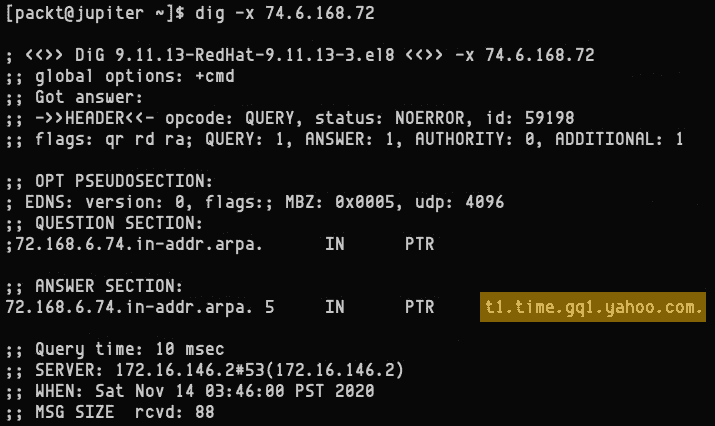 [packt@jupiter ~]$ dig -x 74.6.168.72
; <<>> DiG 9.11.13-RedHat-9.11.13-3.el8 <<>> -x 74.6.168.72
;; global options: +cmd
;; Got answer:
;; ->>HEADER<<- opcode: QUERY, status: NOERROR, id: 59198
;; flags: qr rd ra; QUERY: 1, ANSWER: 1, AUTHORITY: 0, ADDITIONAL: 1
;; OPT PSEUDOSECTION:
; EDNS: version: 0, flags:; MBZ: 0x0005, udp: 4096
;; QUESTION SECTION:
;72.168.6.74.in-addr.arpa. IN PTR
;; ANSWER SECTION:
72.168.6.74.in-addr.arpa. 5 IN PTR t1.time.gq1.yahoo.com.
;; Query time: 10 msec
;; SERVER: 172.16.146.2#53(172.16.146.2)
;; WHEN: Sat Nov 14 03:46:00 PST 2020
;; MSG SIZE rcvd: 88